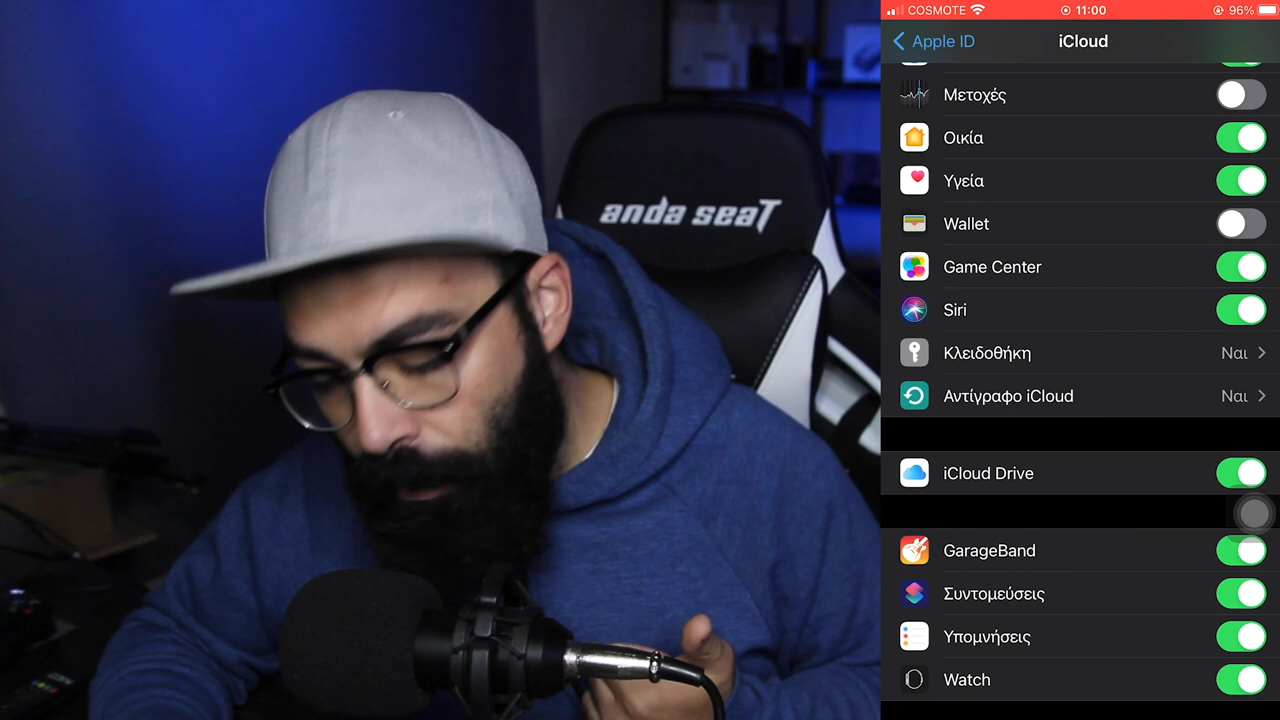 COSMOTE 11:00 96%
Apple ID iCloud
Μετοχές
Οικία
Υγεία
Wallet
Game Center
Siri
Κλειδοθήκη Ναι
Αντίγραφο iCloud Ναι
iCloud Drive
GarageBand
Συντομεύσεις
Υπομνήσεις
Watch
anda seaT